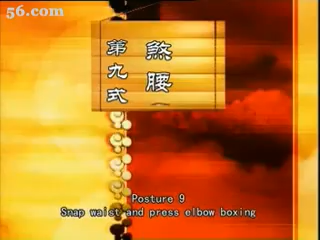 56.com
第九式
煞腰
Posture 9
Snap waist and press elbow boxing